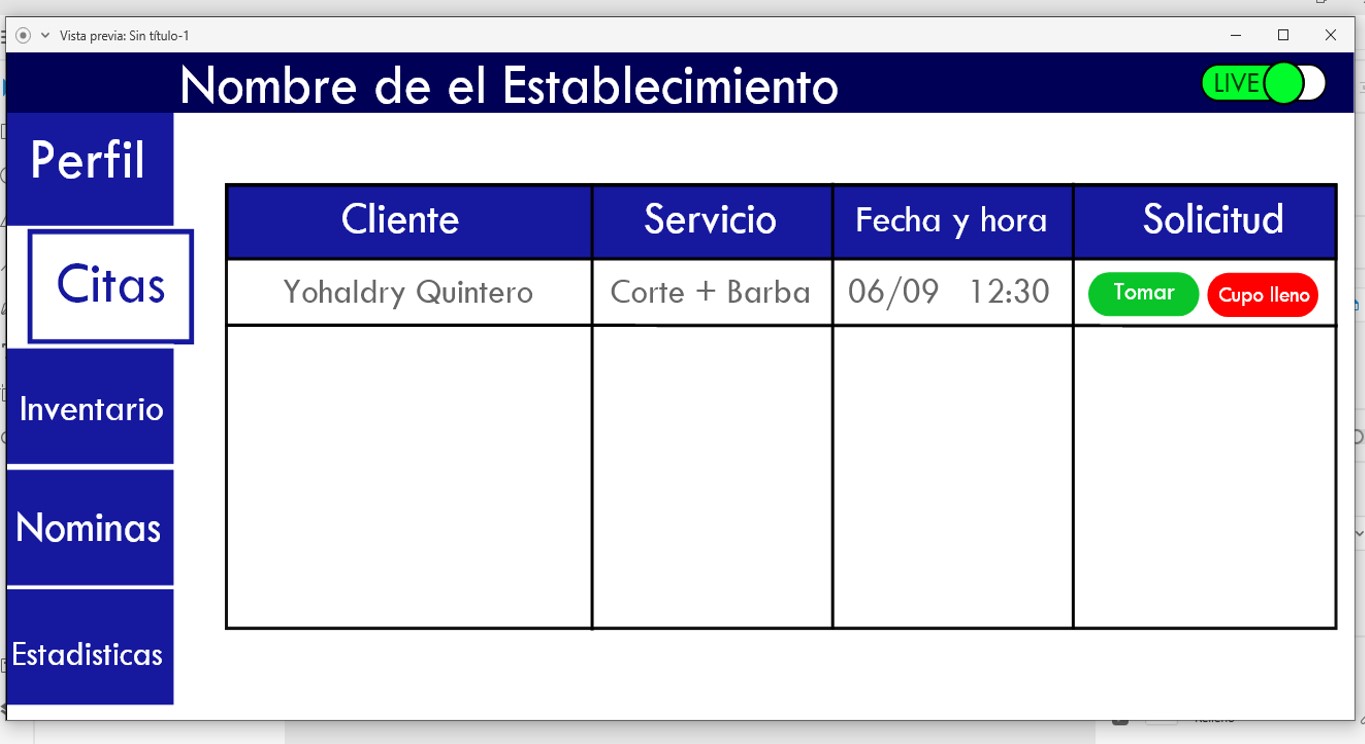 Vista previa: Sin título-1
Nombre de el Establecimiento
LIVE
Perfil
Citas
Inventario
Nominas
Estadisticas
Cliente Servicio Fecha y hora Solicitud
Yohaldry Quintero Corte + Barba 06/09 12:30 Tomar Cupo lleno